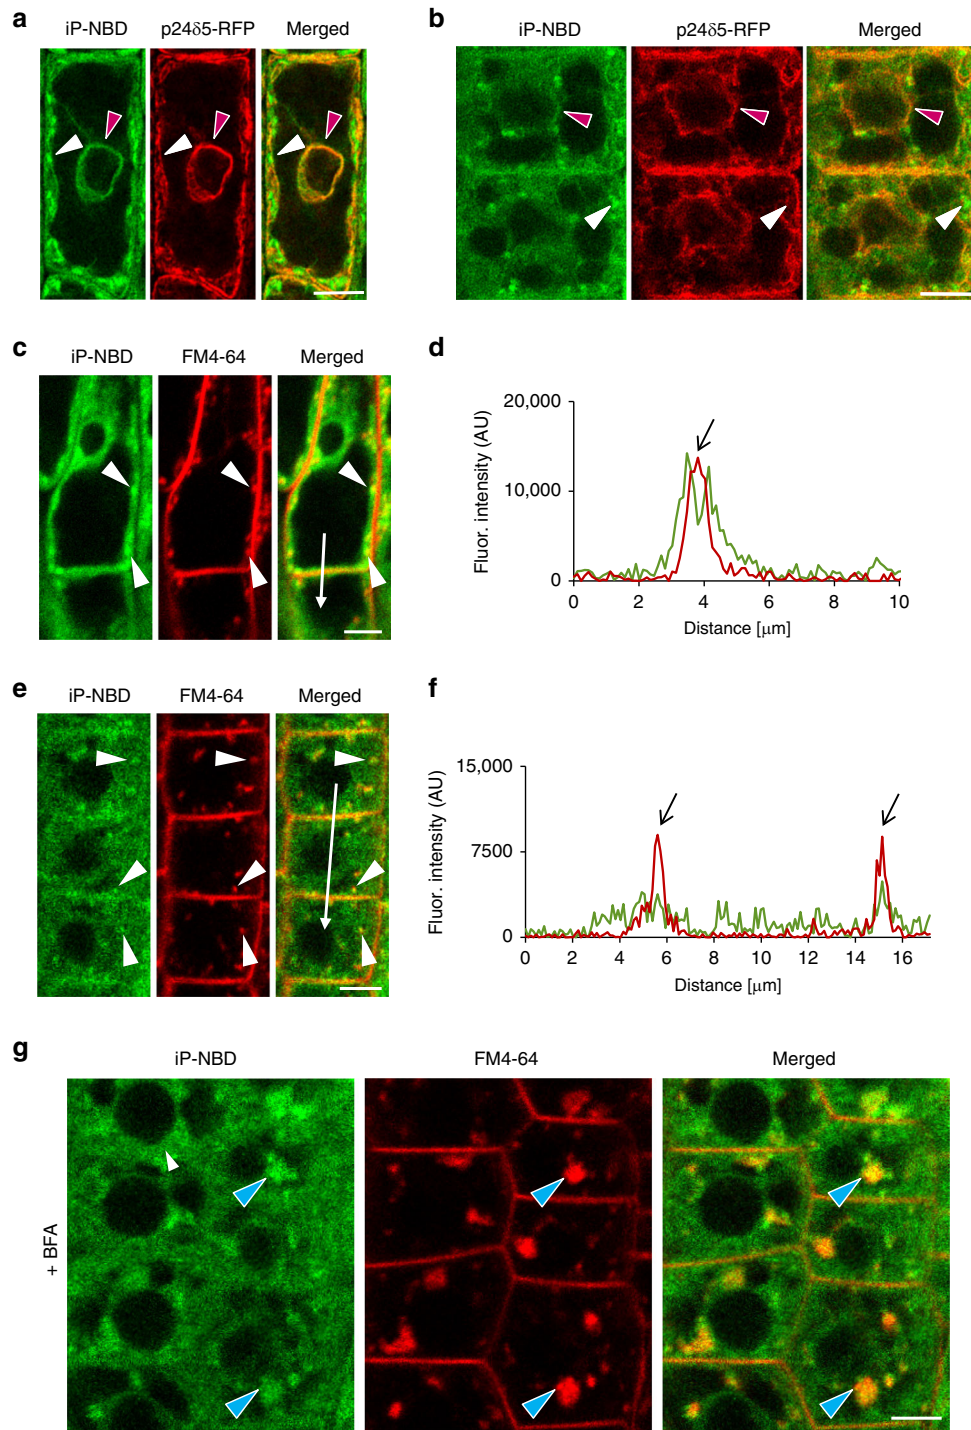 a
iP-NBD p24δ5-RFP Merged
b
iP-NBD p24δ5-RFP Merged
c
iP-NBD FM4-64 Merged
d
20,000
10,000
0
Fluor. intensity (AU)
0 2 4 6 8 10
Distance [μm]
e
iP-NBD FM4-64 Merged
f
15,000
7500
0
Fluor. intensity (AU)
0 2 4 6 8 10 12 14 16
Distance [μm]
g
iP-NBD FM4-64 Merged
+ BFA